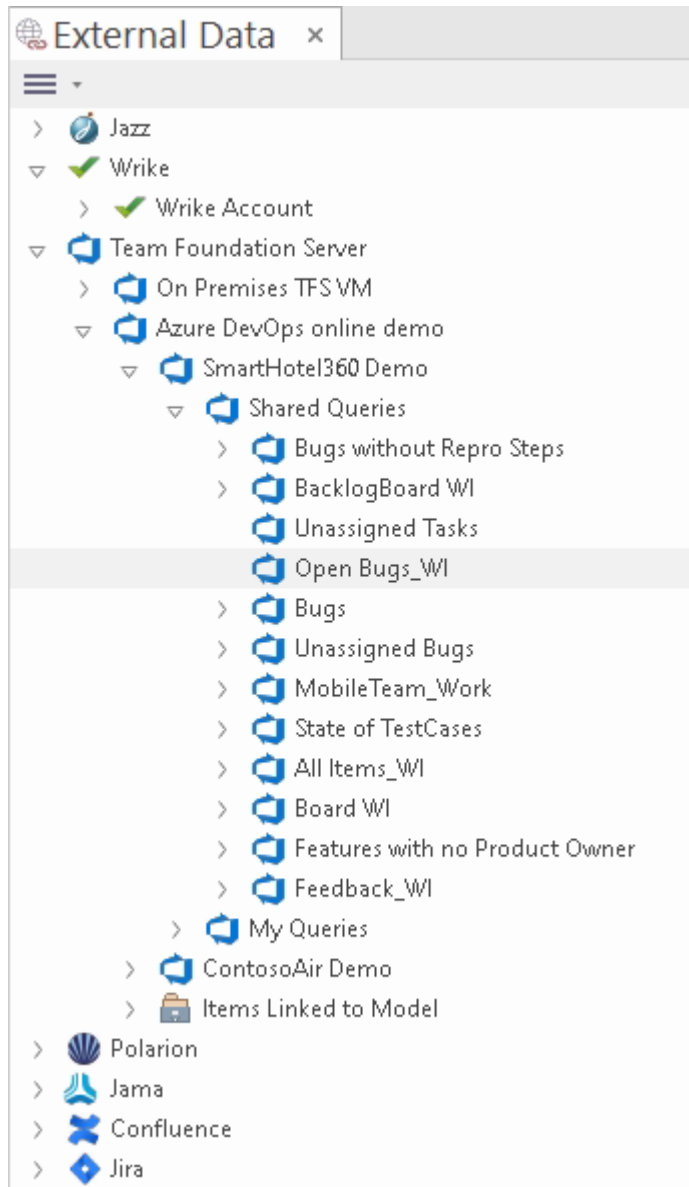 External Data
Jazz
Wrike
Wrike Account
Team Foundation Server
On Premises TFS VM
Azure DevOps online demo
SmartHotel360 Demo
Shared Queries
Bugs without Repro Steps
BacklogBoard WI
Unassigned Tasks
Open Bugs_WI
Bugs
Unassigned Bugs
MobileTeam_Work
State of TestCases
All Items_WI
Board WI
Features with no Product Owner
Feedback_WI
My Queries
ContosoAir Demo
Items Linked to Model
Polarion
Jama
Confluence
Jira